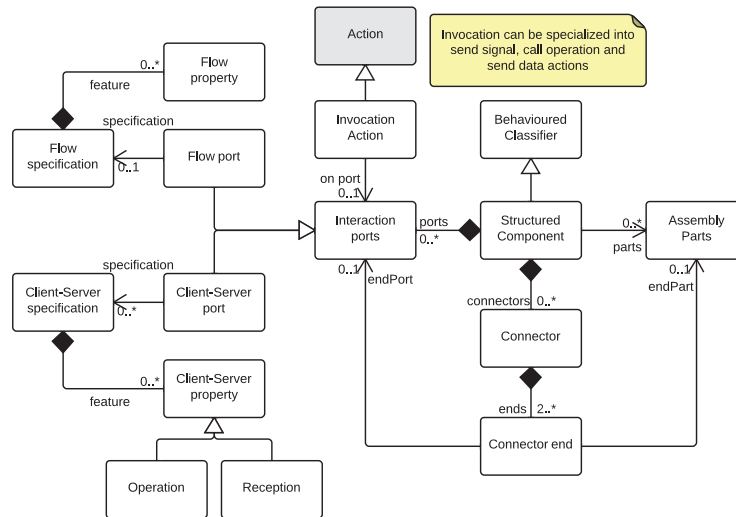 Action
Invocation can be specialized into
send signal, call operation and
send data actions
Flow
property
0..*
feature
specification
Invocation
Action
Behavioured
Classifier
Flow
specification
0..1
Flow port
on port
0..1
Interaction
ports
ports
0..*
Structured
Component
0..*
parts
Assembly
Parts
specification
0..1
endPort
0..1
endPart
Client-Server
specification
0..*
Client-Server
port
connectors
0..*
Connector
Client-Server
property
0..*
feature
ends
2..*
Connector end
Operation
Reception